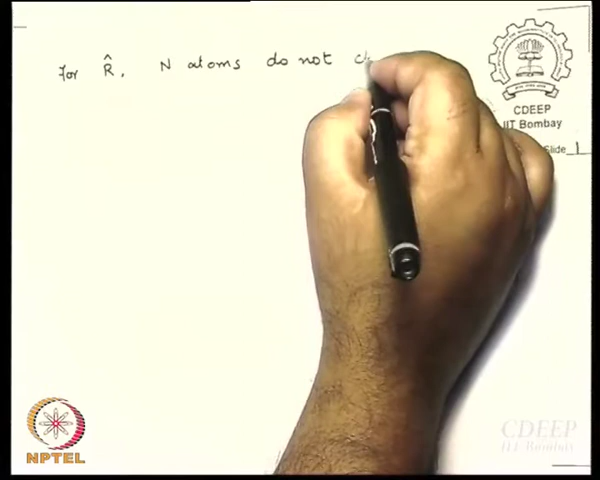 for R̂, N atoms do not c
CDEEP
IIT Bombay
Slide 1
NPTEL
CDEEP
IIT Bombay